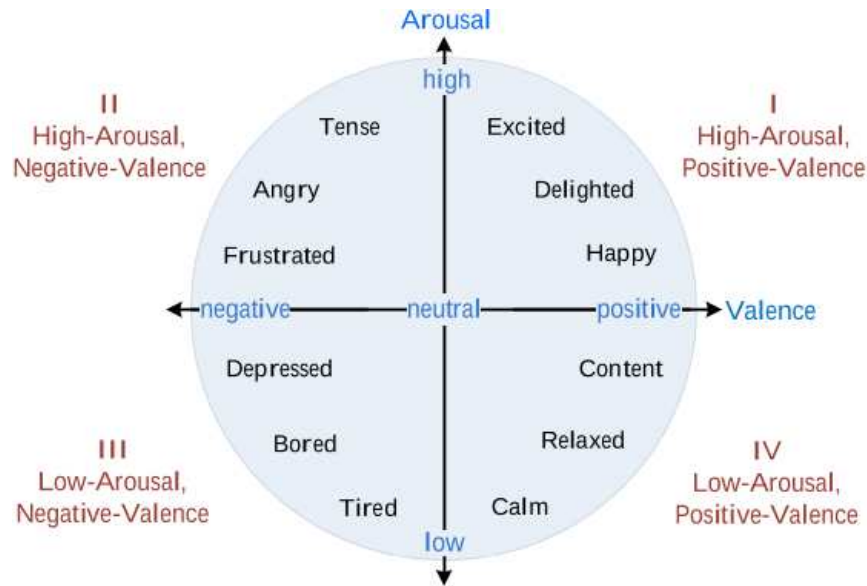 Arousal
high
II
High-Arousal,
Negative-Valence
I
High-Arousal,
Positive-Valence
Tense
Excited
Angry
Delighted
Frustrated
Happy
negative
neutral
positive
Valence
Depressed
Content
Bored
Relaxed
III
Low-Arousal,
Negative-Valence
IV
Low-Arousal,
Positive-Valence
Tired
Calm
low